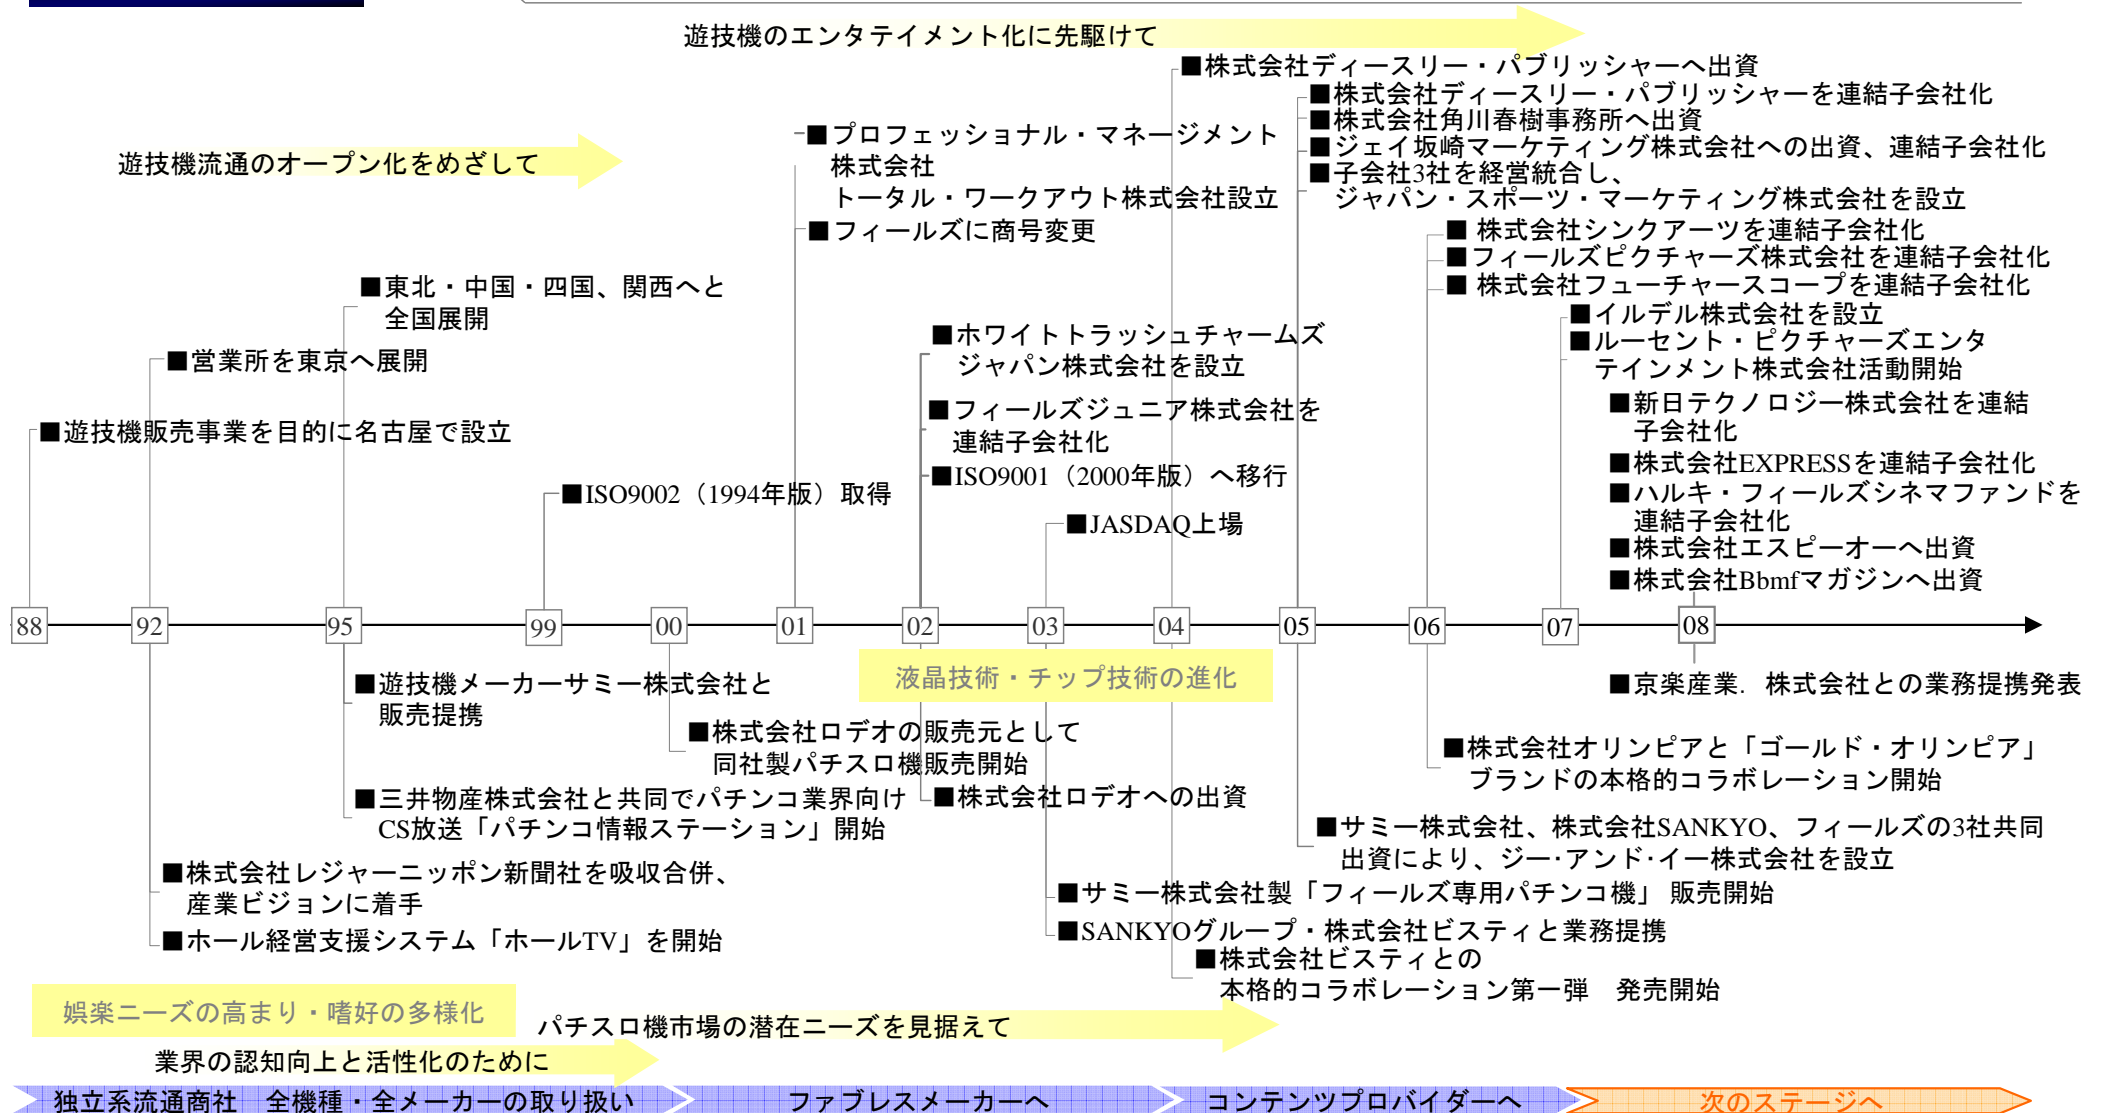 遊技機のエンタテイメント化に先駆けて
■株式会社ディースリー・パブリッシャーへ出資
■株式会社ディースリー・パブリッシャーを連結子会社化
■株式会社角川春樹事務所へ出資
■ジェイ坂崎マーケティング株式会社への出資、連結子会社化
■子会社3社を経営統合し、
ジャパン・スポーツ・マーケティング株式会社を設立
■プロフェッショナル・マネージメント
株式会社
トータル・ワークアウト株式会社設立
■フィールズに商号変更
遊技機流通のオープン化をめざして
■ 株式会社シンクアーツを連結子会社化
■フィールズピクチャーズ株式会社を連結子会社化
■ 株式会社フューチャースコープを連結子会社化
■東北・中国・四国、関西へと
全国展開
■イルデル株式会社を設立
■ルーセント・ピクチャーズエンタ
テインメント株式会社活動開始
■ホワイトトラッシュチャームズ
ジャパン株式会社を設立
■営業所を東京へ展開
■フィールズジュニア株式会社を
連結子会社化
■新日テクノロジー株式会社を連結
子会社化
■遊技機販売事業を目的に名古屋で設立
■ISO9001（2000年版）へ移行
■株式会社EXPRESSを連結子会社化
■ISO9002（1994年版）取得
■ハルキ・フィールズシネマファンドを
連結子会社化
■JASDAQ上場
■株式会社エスピーオーへ出資
■株式会社Bbmfマガジンへ出資
88 92 95 99 00 01 02 03 04 05 06 07 08
液晶技術・チップ技術の進化
■遊技機メーカーサミー株式会社と
販売提携
■京楽産業．株式会社との業務提携発表
■株式会社ロデオの販売元として
同社製パチスロ機販売開始
■株式会社オリンピアと「ゴールド・オリンピア」
ブランドの本格的コラボレーション開始
■三井物産株式会社と共同でパチンコ業界向け
CS放送「パチンコ情報ステーション」開始
■株式会社ロデオへの出資
■サミー株式会社、株式会社SANKYO、フィールズの3社共同
出資により、ジー・アンド・イー株式会社を設立
■株式会社レジャーニッポン新聞社を吸収合併、
産業ビジョンに着手
■サミー株式会社製「フィールズ専用パチンコ機」 販売開始
■ホール経営支援システム「ホールTV」を開始
■SANKYOグループ・株式会社ビスティと業務提携
■株式会社ビスティとの
本格的コラボレーション第一弾　発売開始
娯楽ニーズの高まり・嗜好の多様化
パチスロ機市場の潜在ニーズを見据えて
業界の認知向上と活性化のために
独立系流通商社　全機種・全メーカーの取り扱い
ファブレスメーカーへ
コンテンツプロバイダーへ
次のステージへ